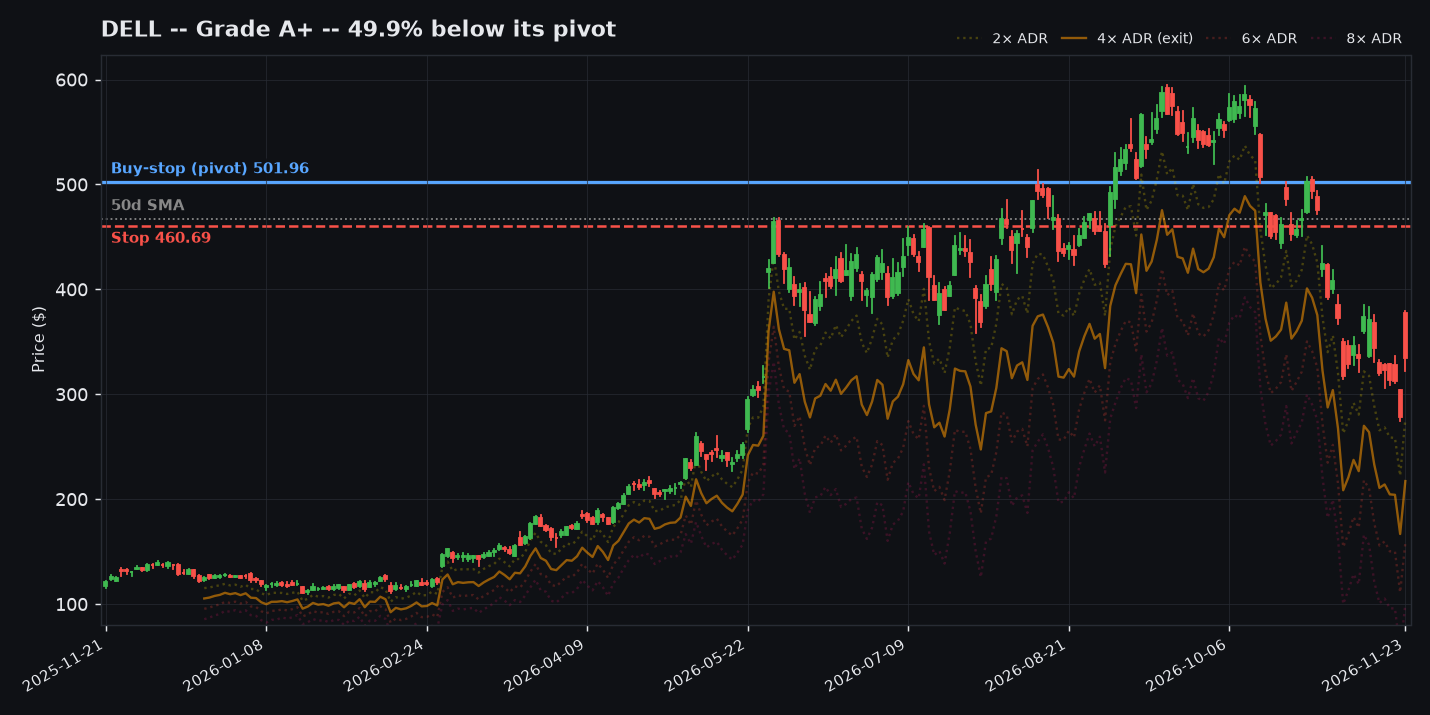 DELL -- Grade A+ -- 49.9% below its pivot
2× ADR
4× ADR (exit)
6× ADR
8× ADR
600
500
400
300
200
100
Price ($)
Buy-stop (pivot) 501.96
50d SMA
Stop 460.69
2025-11-21
2026-01-08
2026-02-24
2026-04-09
2026-05-22
2026-07-09
2026-08-21
2026-10-06
2026-11-23